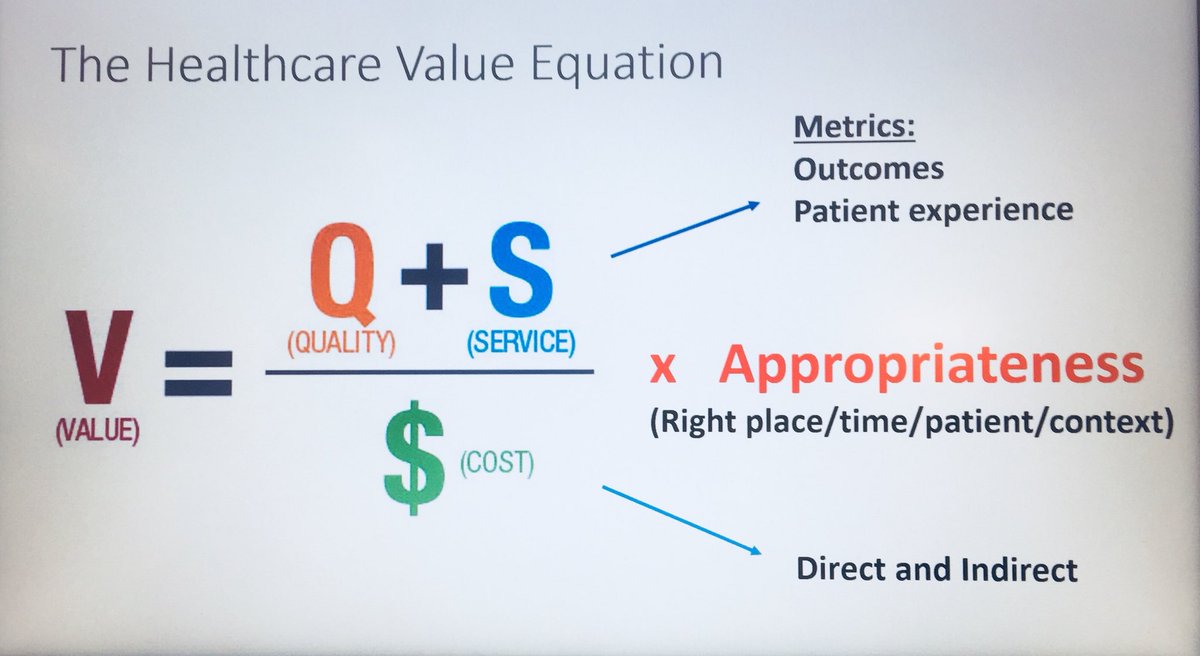 The Healthcare Value Equation
Metrics:
Outcomes
Patient experience
V = Q + S
(QUALITY) (SERVICE)
x Appropriateness
(VALUE)
(Right place/time/patient/context)
$ (COST)
Direct and Indirect